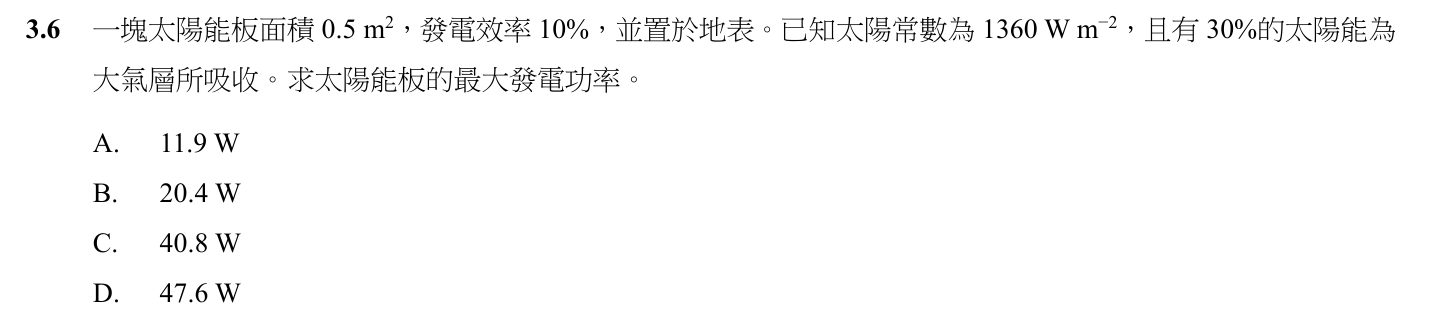 3.6 一塊太陽能板面積 0.5 m⁻²,發電效率 10%,並置於地表。已知太陽常數為 1360 W m⁻²,且有 30%的太陽能為
大氣層所吸收。求太陽能板的最大發電功率。
A. 11.9 W
B. 20.4 W
C. 40.8 W
D. 47.6 W